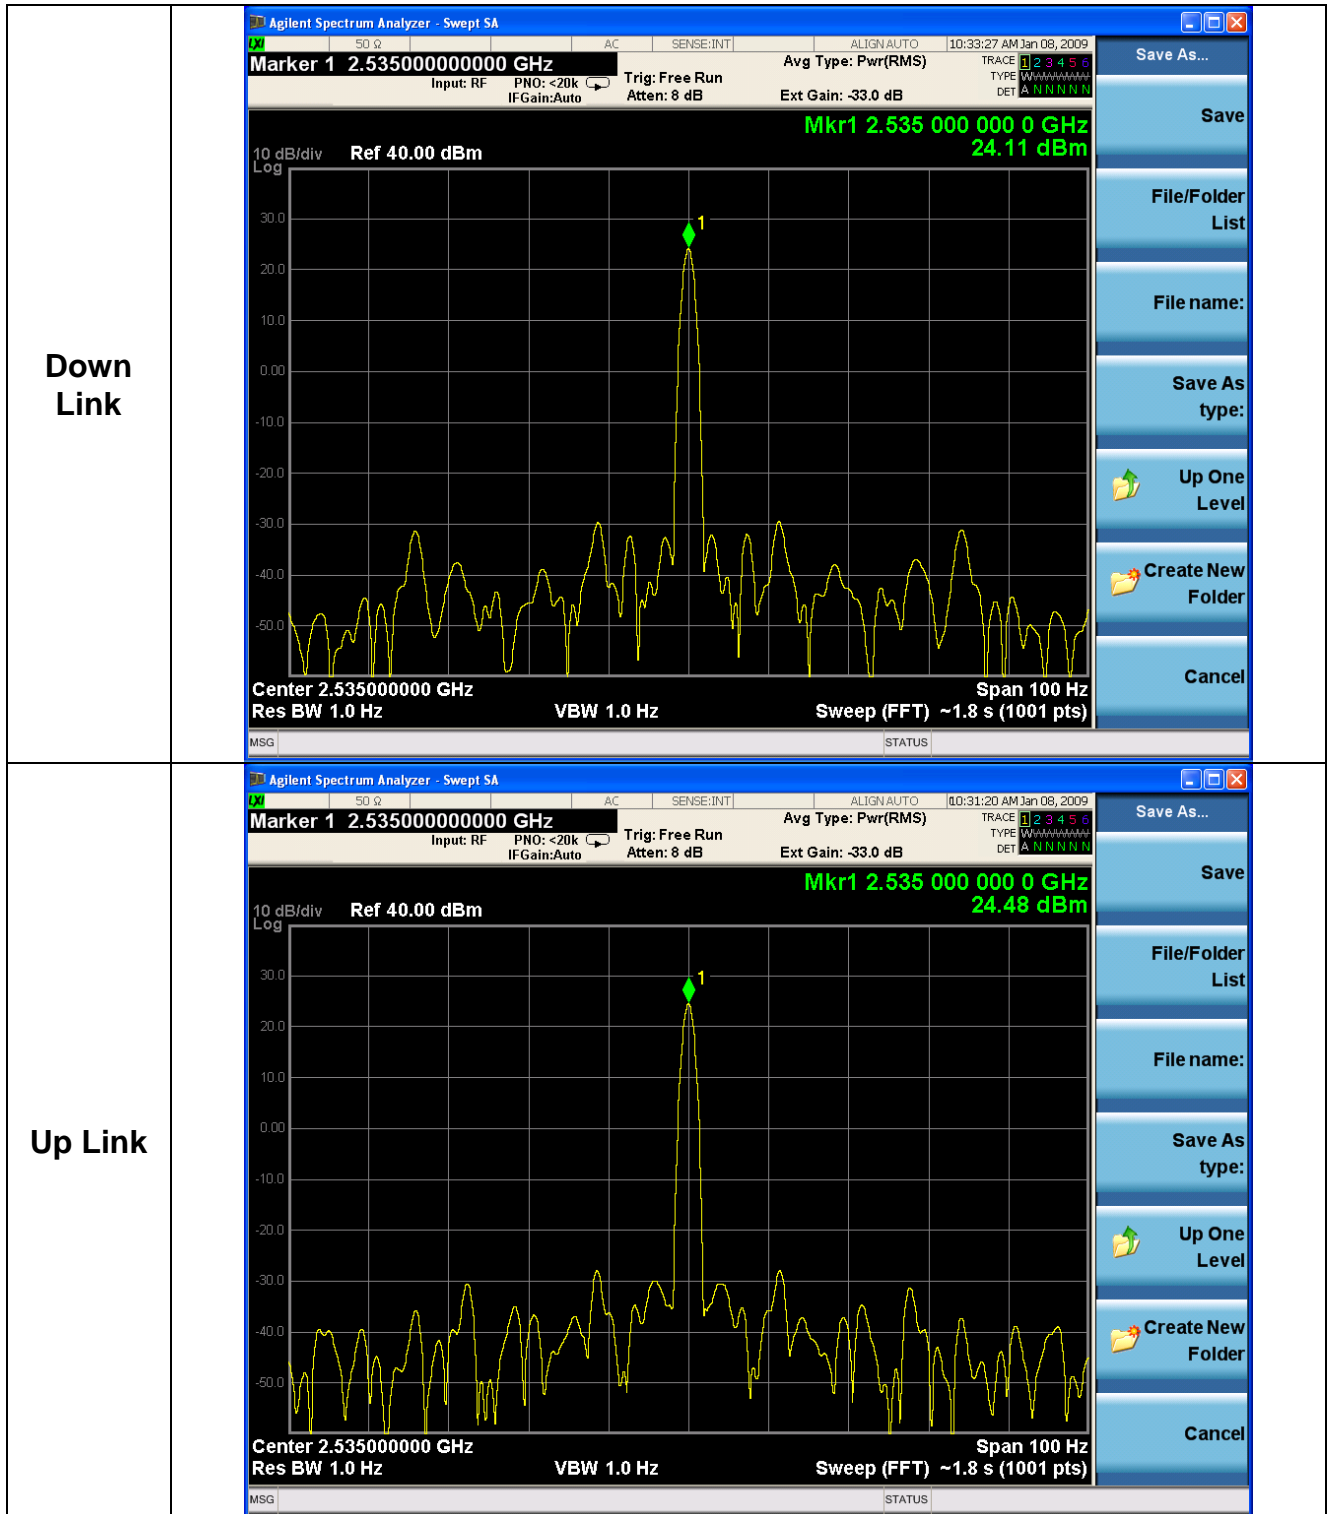 Down
Link
Agilent Spectrum Analyzer - Swept SA
LXI 50 Ω AC SENSE:INT ALIGN AUTO 10:33:27 AM Jan 08, 2009
Marker 1 2.535000000000 GHz
Input: RF PNO: <20k IFGain:Auto
Trig: Free Run
Atten: 8 dB
Avg Type: Pwr(RMS)
Ext Gain: -33.0 dB
TRACE 1 2 3 4 5 6
TYPE
DET A N N N N N
Mkr1 2.535 000 000 0 GHz
24.11 dBm
10 dB/div Ref 40.00 dBm
Log
1
30.0
20.0
10.0
0.00
-10.0
-20.0
-30.0
-40.0
-50.0
Center 2.535000000 GHz Span 100 Hz
Res BW 1.0 Hz VBW 1.0 Hz Sweep (FFT) ~1.8 s (1001 pts)
MSG STATUS
Save As...
Save
File/Folder
List
File name:
Save As
type:
Up One
Level
Create New
Folder
Cancel
Up Link
Agilent Spectrum Analyzer - Swept SA
LXI 50 Ω AC SENSE:INT ALIGN AUTO 10:31:20 AM Jan 08, 2009
Marker 1 2.535000000000 GHz
Input: RF PNO: <20k IFGain:Auto
Trig: Free Run
Atten: 8 dB
Avg Type: Pwr(RMS)
Ext Gain: -33.0 dB
TRACE 1 2 3 4 5 6
TYPE
DET A N N N N N
Mkr1 2.535 000 000 0 GHz
24.48 dBm
10 dB/div Ref 40.00 dBm
Log
1
30.0
20.0
10.0
0.00
-10.0
-20.0
-30.0
-40.0
-50.0
Center 2.535000000 GHz Span 100 Hz
Res BW 1.0 Hz VBW 1.0 Hz Sweep (FFT) ~1.8 s (1001 pts)
MSG STATUS
Save As...
Save
File/Folder
List
File name:
Save As
type:
Up One
Level
Create New
Folder
Cancel